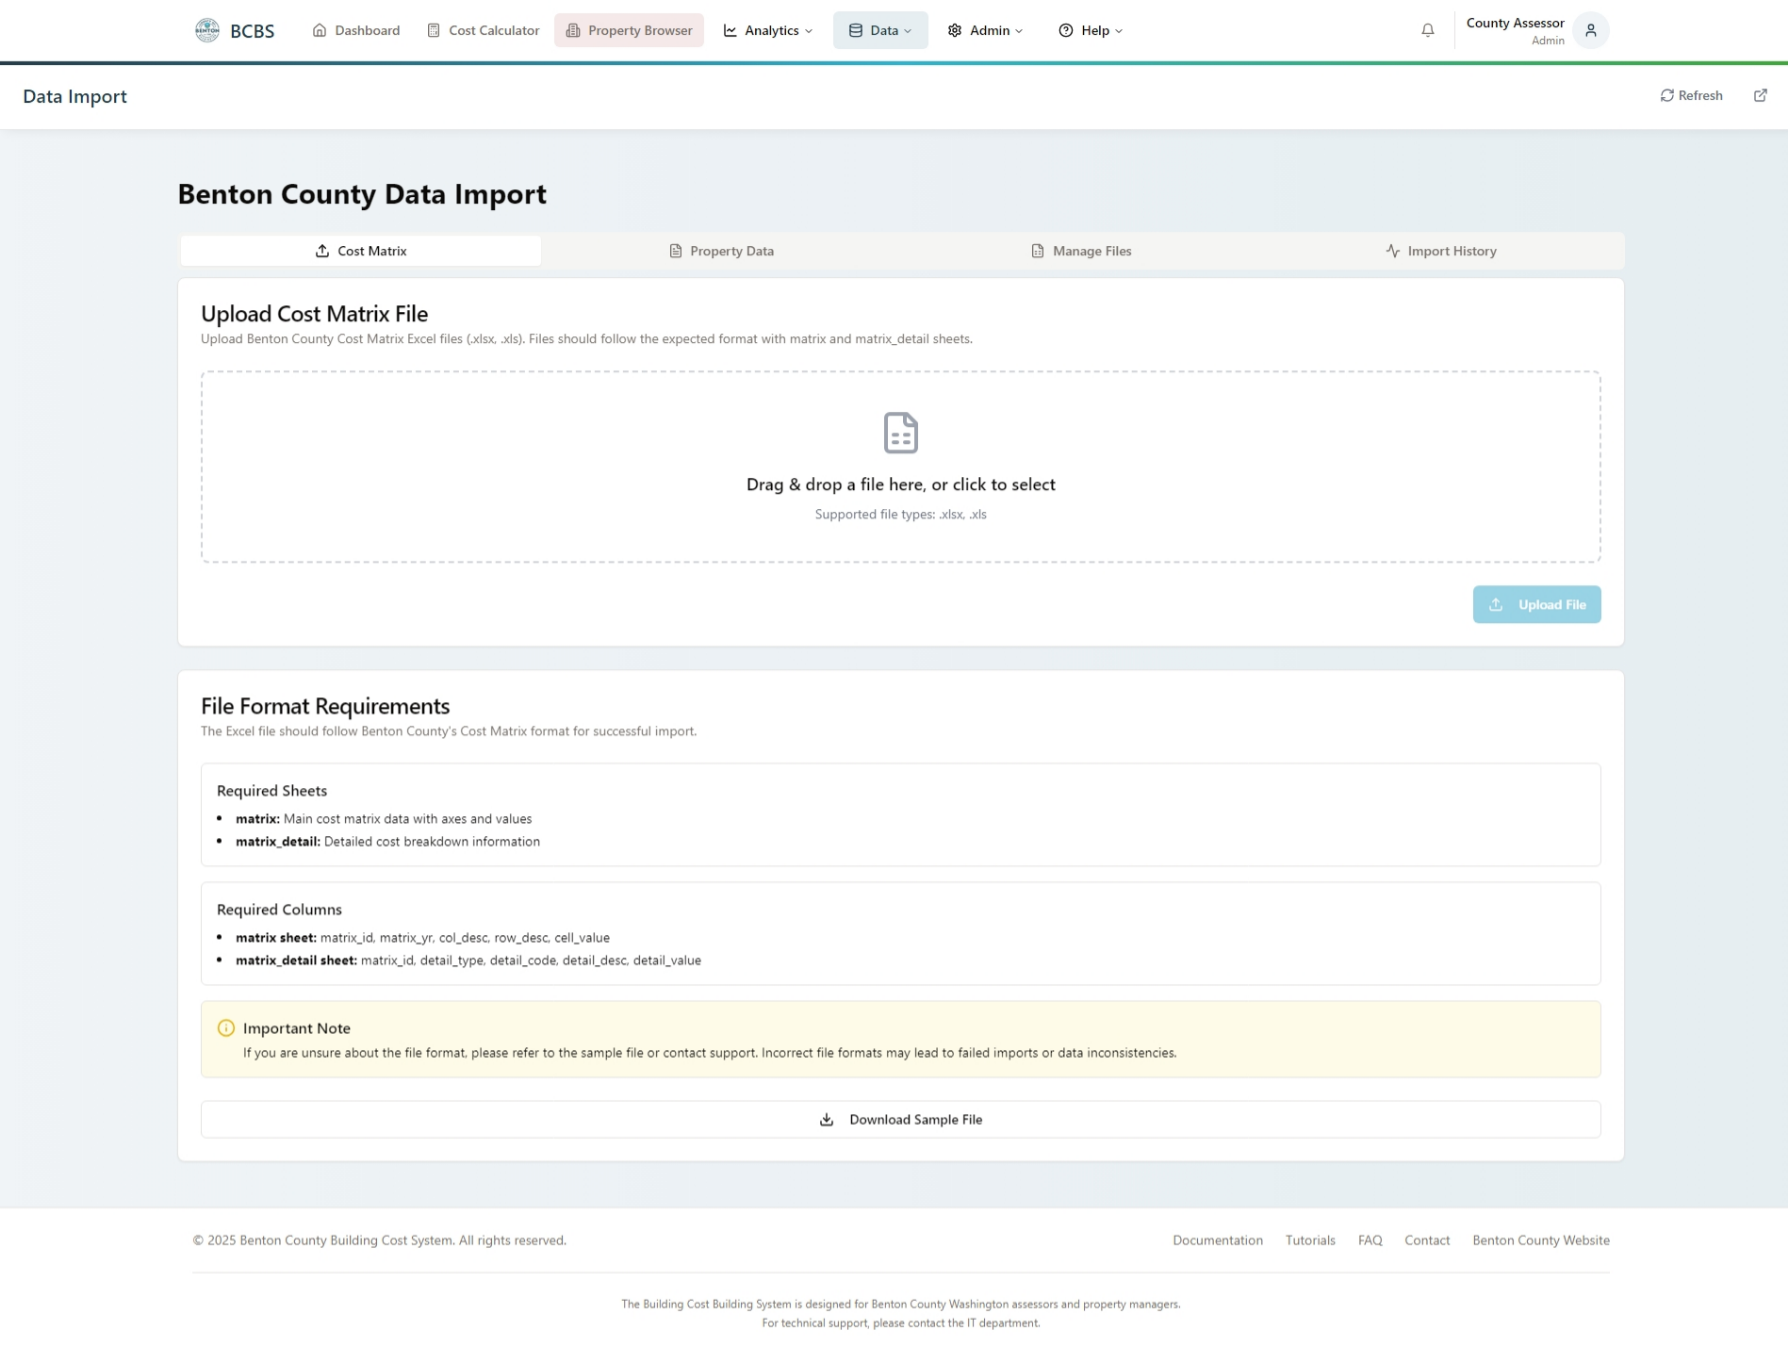 BENTON
BCBS
Dashboard
Cost Calculator
Property Browser
Analytics
Data
Admin
Help
County Assessor
Admin
Data Import
Refresh
Benton County Data Import
Cost Matrix
Property Data
Manage Files
Import History
Upload Cost Matrix File
Upload Benton County Cost Matrix Excel files (.xlsx, .xls). Files should follow the expected format with matrix and matrix_detail sheets.
Drag & drop a file here, or click to select
Supported file types: .xlsx, .xls
Upload File
File Format Requirements
The Excel file should follow Benton County's Cost Matrix format for successful import.
Required Sheets
• matrix: Main cost matrix data with axes and values
• matrix_detail: Detailed cost breakdown information
Required Columns
• matrix sheet: matrix_id, matrix_yr, col_desc, row_desc, cell_value
• matrix_detail sheet: matrix_id, detail_type, detail_code, detail_desc, detail_value
Important Note
If you are unsure about the file format, please refer to the sample file or contact support. Incorrect file formats may lead to failed imports or data inconsistencies.
Download Sample File
© 2025 Benton County Building Cost System. All rights reserved.
Documentation
Tutorials
FAQ
Contact
Benton County Website
The Building Cost Building System is designed for Benton County Washington assessors and property managers.
For technical support, please contact the IT department.